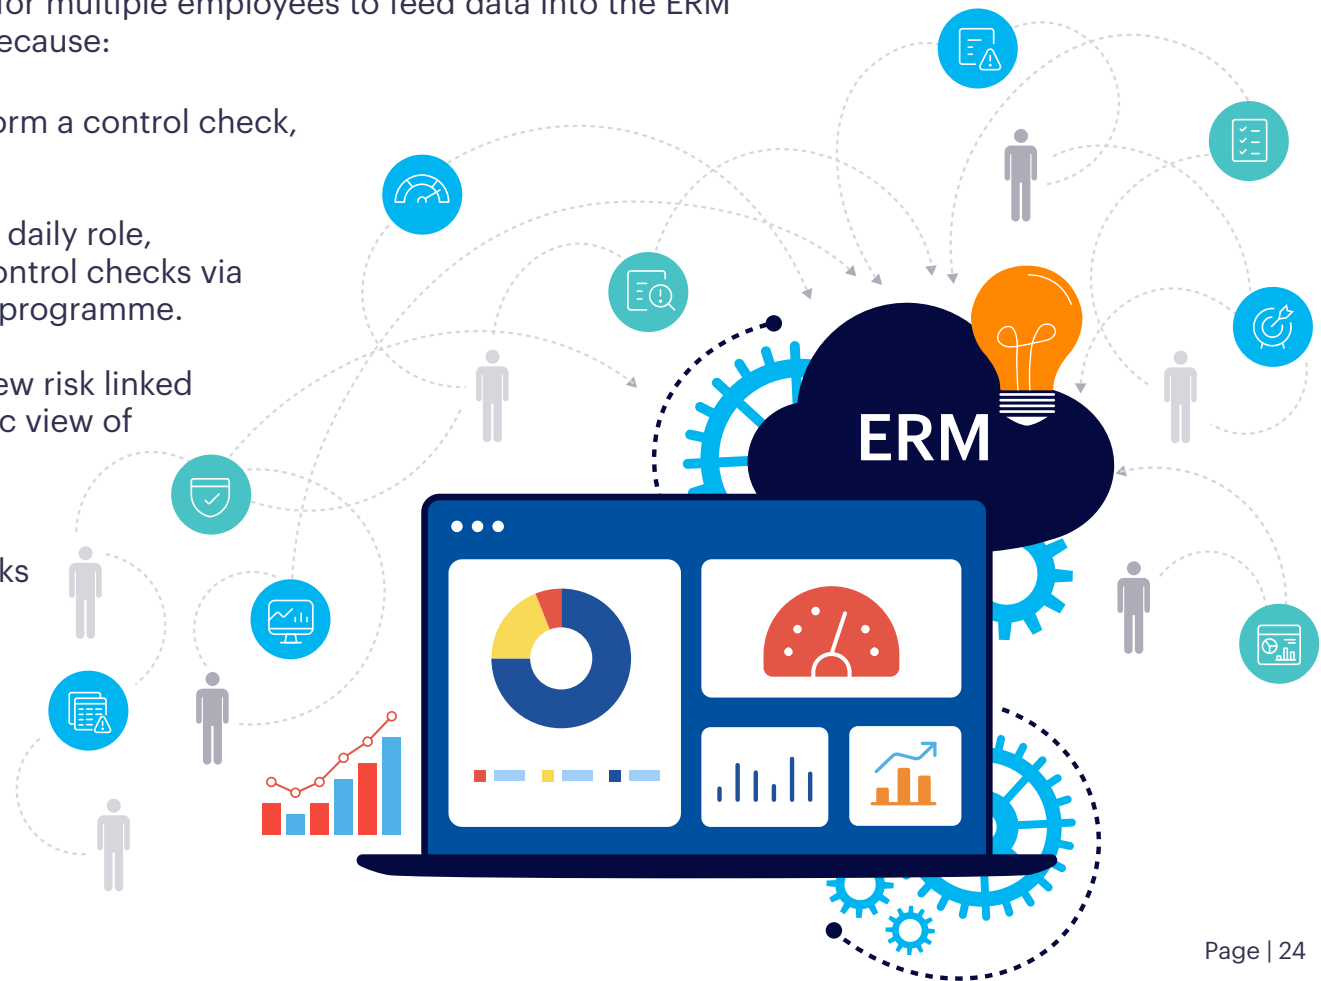 for multiple employees to feed data into the ERM
ecause:
orm a control check,
daily role,
ontrol checks via
programme.
ew risk linked
c view of
ks
ERM
Page | 24